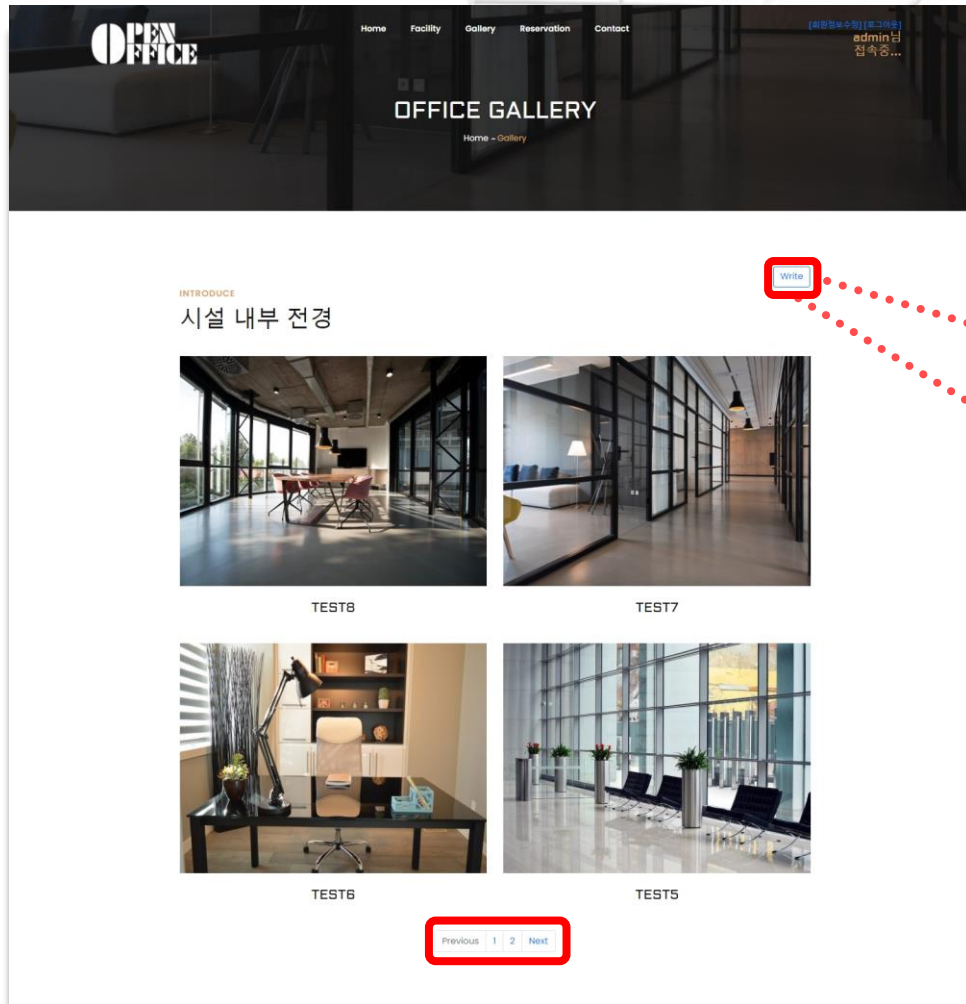 OPEN
OFFICE
Home Facility Gallery Reservation Contact
[회원정보수정] [로그아웃]
admin님
접속중...
OFFICE GALLERY
Home - Gallery
Write
INTRODUCE
시설 내부 전경
TEST8 TEST7
TEST6 TEST5
Previous 1 2 Next